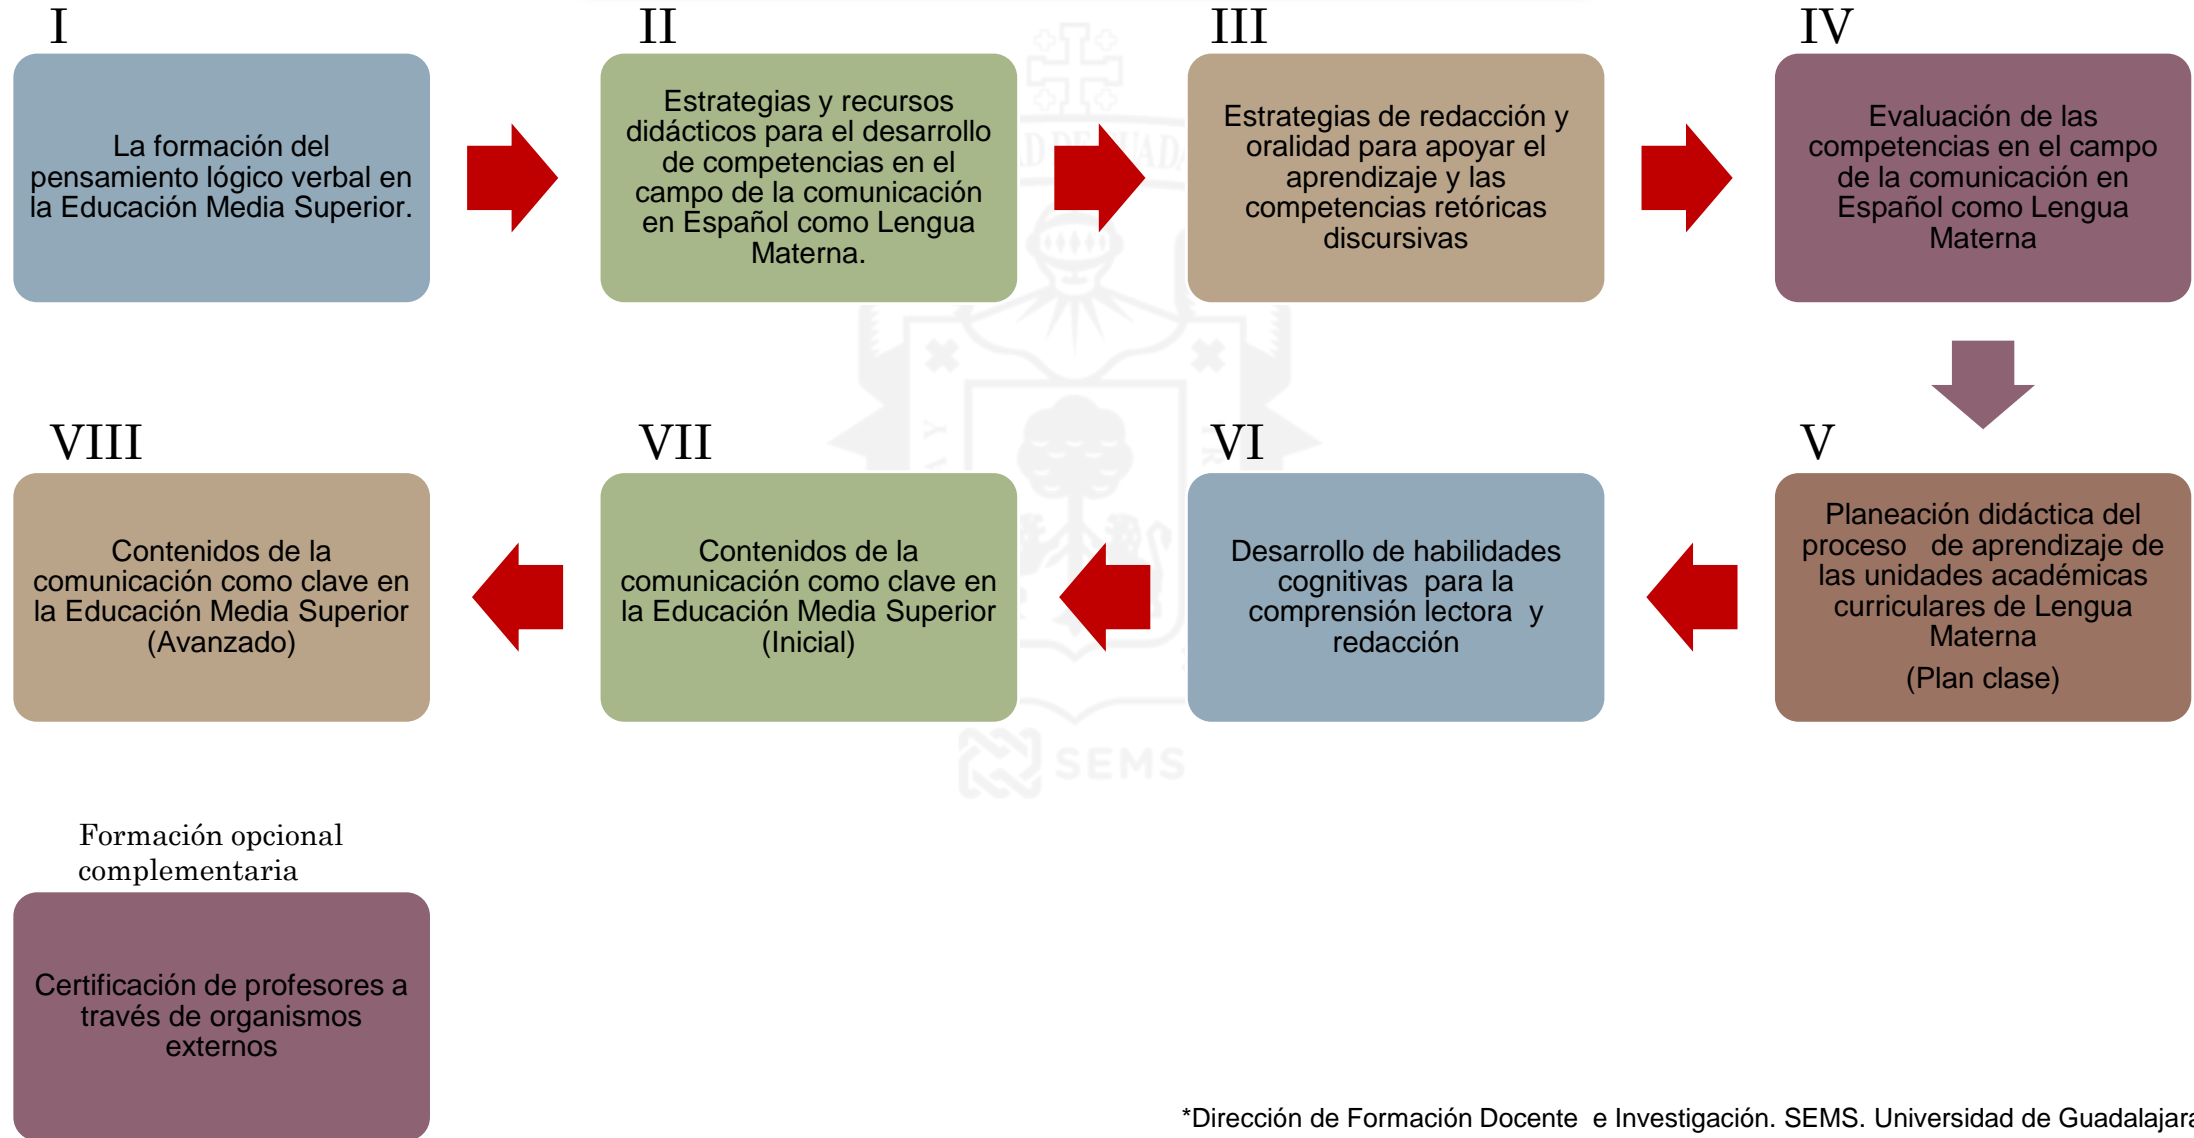 I
La formación del
pensamiento lógico verbal en
la Educación Media Superior.
II
Estrategias y recursos
didácticos para el desarrollo
de competencias en el
campo de la comunicación
en Español como Lengua
Materna.
III
Estrategias de redacción y
oralidad para apoyar el
aprendizaje y las
competencias retóricas
discursivas
IV
Evaluación de las
competencias en el campo
de la comunicación en
Español como Lengua
Materna
V
Planeación didáctica del
proceso de aprendizaje de
las unidades académicas
curriculares de Lengua
Materna
(Plan clase)
VI
Desarrollo de habilidades
cognitivas para la
comprensión lectora y
redacción
VII
Contenidos de la
comunicación como clave en
la Educación Media Superior
(Inicial)
VIII
Contenidos de la
comunicación como clave en
la Educación Media Superior
(Avanzado)
SEMS
Formación opcional
complementaria
Certificación de profesores a
través de organismos
externos
*Dirección de Formación Docente e Investigación. SEMS. Universidad de Guadalajara